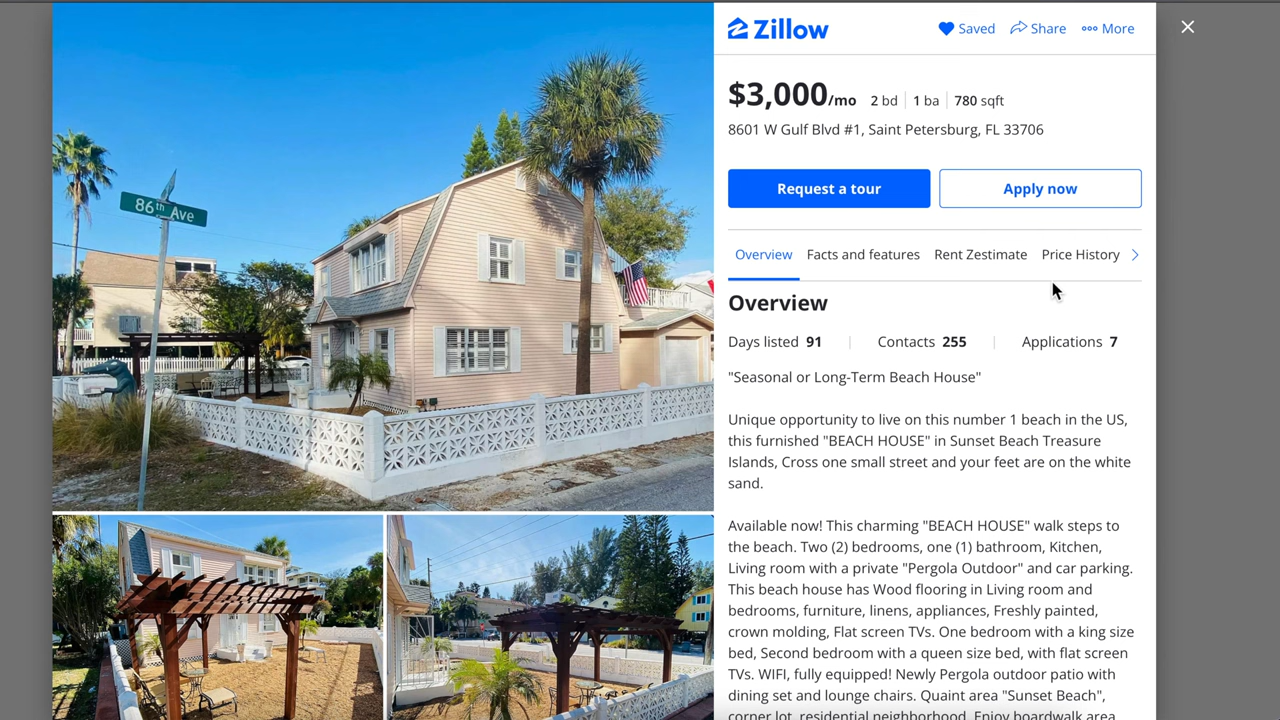 86th Ave
Zillow
Saved
Share
More
$3,000/mo 2 bd 1 ba 780 sqft
8601 W Gulf Blvd #1, Saint Petersburg, FL 33706
Request a tour
Apply now
Overview
Facts and features
Rent Zestimate
Price History
Overview
Days listed 91
Contacts 255
Applications 7
"Seasonal or Long-Term Beach House"
Unique opportunity to live on this number 1 beach in the US,
this furnished "BEACH HOUSE" in Sunset Beach Treasure
Islands, Cross one small street and your feet are on the white
sand.
Available now! This charming "BEACH HOUSE" walk steps to
the beach. Two (2) bedrooms, one (1) bathroom, Kitchen,
Living room with a private "Pergola Outdoor" and car parking.
This beach house has Wood flooring in Living room and
bedrooms, furniture, linens, appliances, Freshly painted,
crown molding, Flat screen TVs. One bedroom with a king size
bed, Second bedroom with a queen size bed, with flat screen
TVs. WIFI, fully equipped! Newly Pergola outdoor patio with
dining set and lounge chairs. Quaint area "Sunset Beach",
corner lot, residential neighborhood. Enjoy boardwalk area